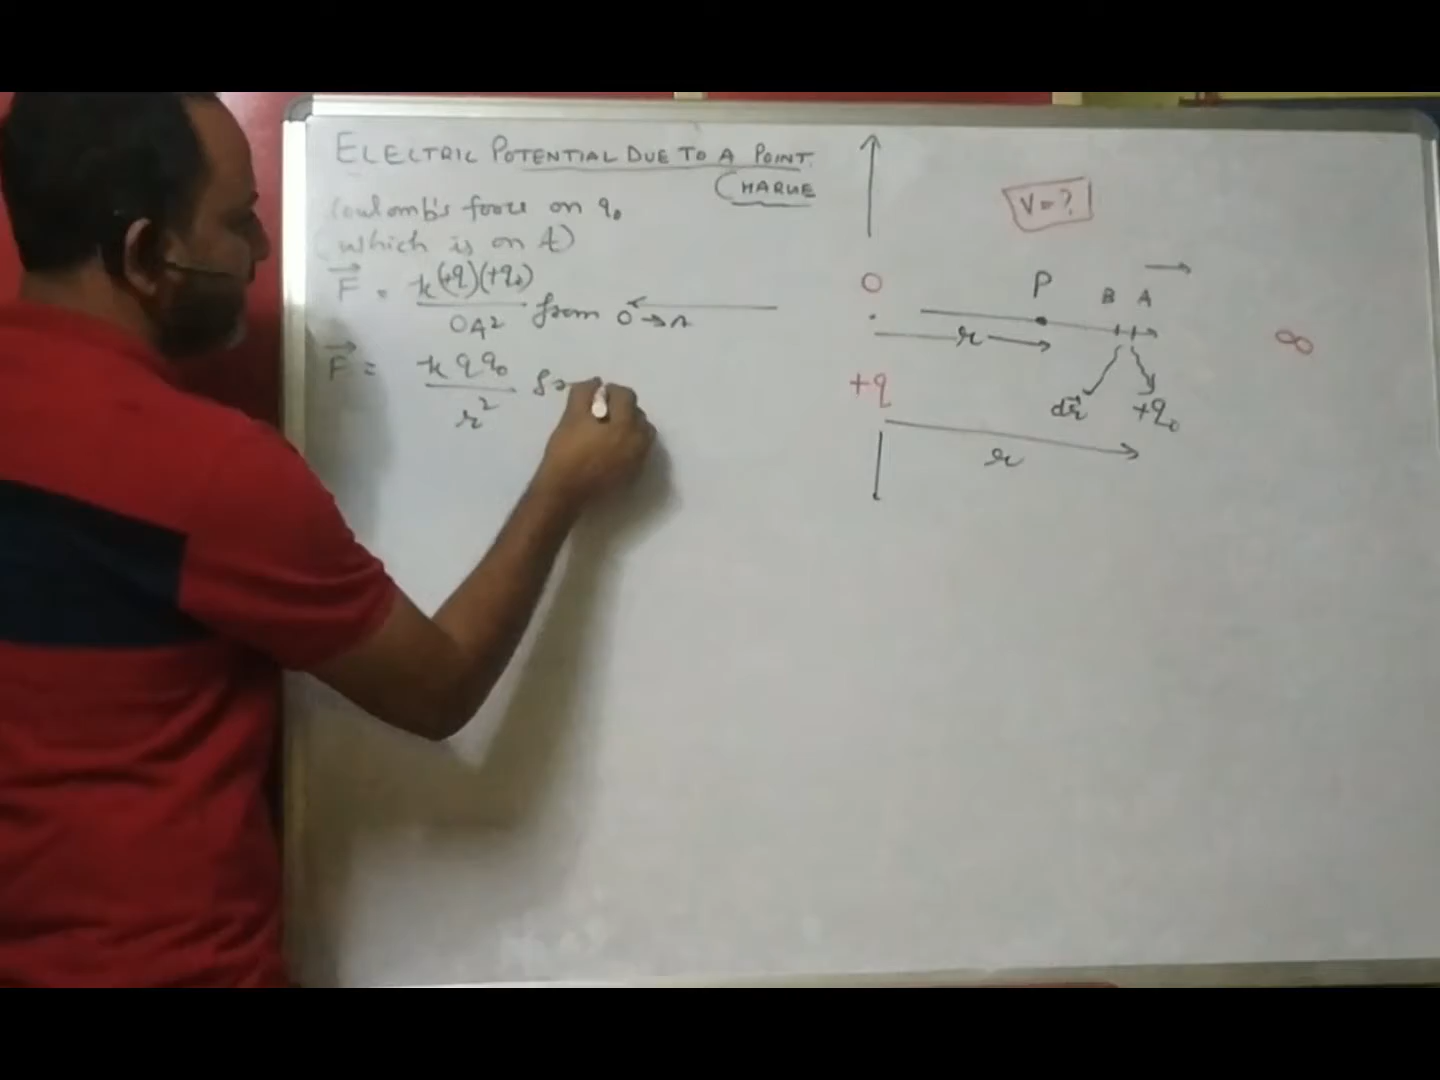 ELECTRIC POTENTIAL DUE TO A POINT
CHARGE
Coulomb's force on q₀
(which is on A)
F = k(+q)(+q₀) / OA² from O → A
F = k q q₀ / r²
V = ?
O
P
B A
r
∞
+q
dr +q₀
r